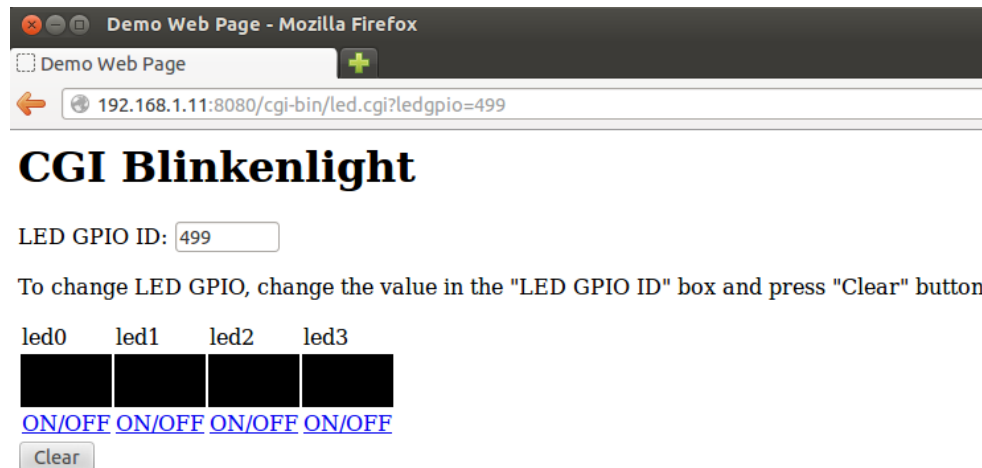 Demo Web Page - Mozilla Firefox
Demo Web Page
192.168.1.11:8080/cgi-bin/led.cgi?ledgpio=499
CGI Blinkenlight
LED GPIO ID: 499
To change LED GPIO, change the value in the "LED GPIO ID" box and press "Clear" button
led0 led1 led2 led3
ON/OFF ON/OFF ON/OFF ON/OFF
Clear